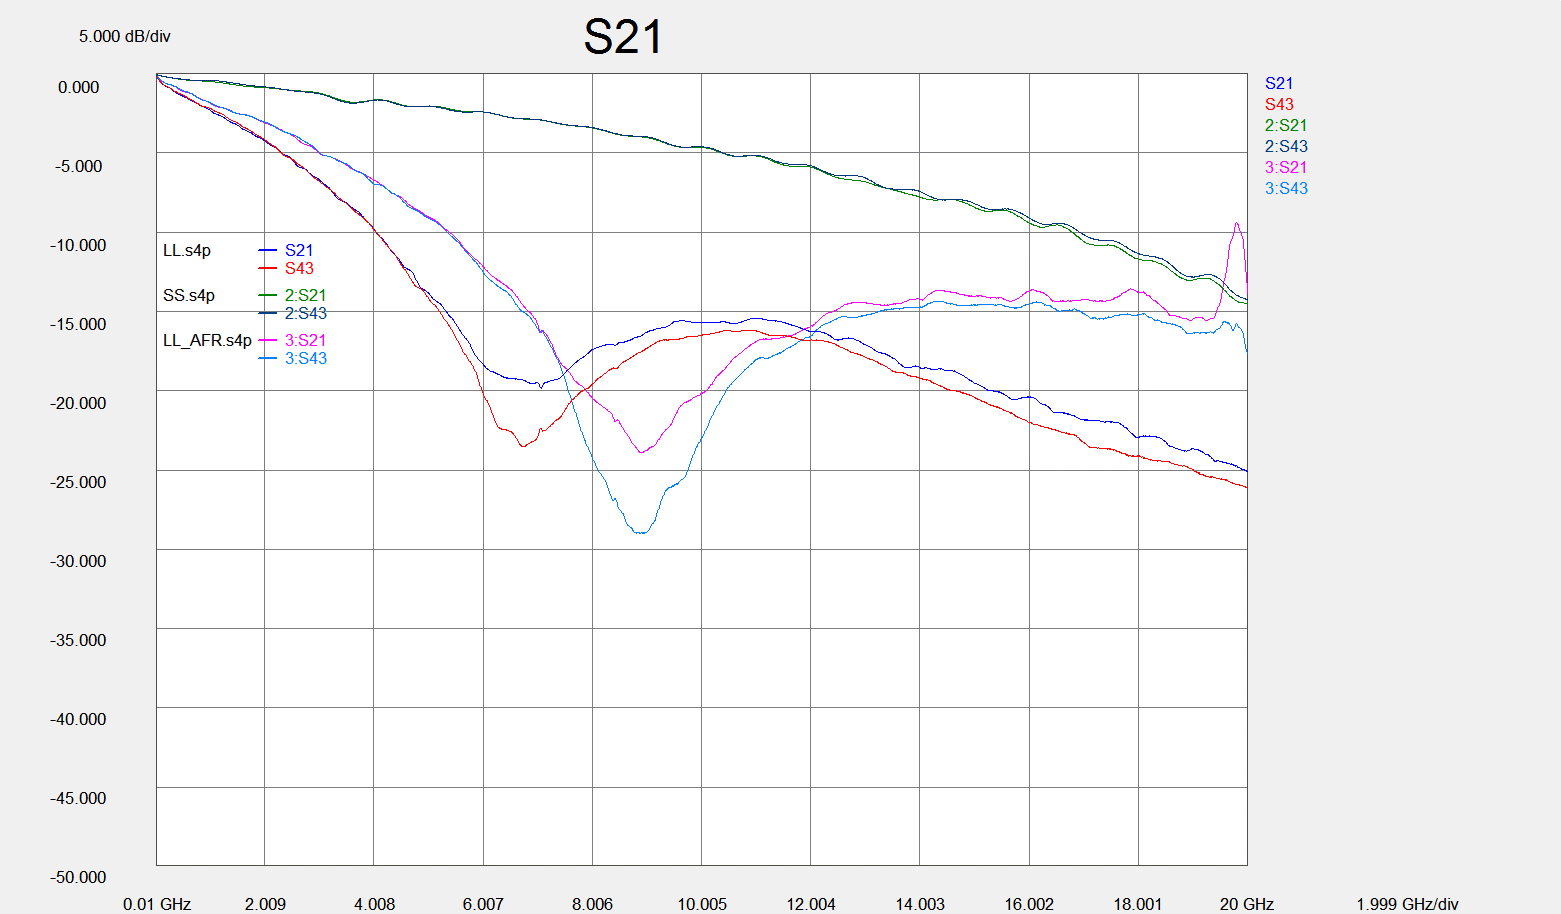 S21
5.000 dB/div
0.000
-5.000
-10.000
-15.000
-20.000
-25.000
-30.000
-35.000
-40.000
-45.000
-50.000
LL.s4p S21
S43
SS.s4p 2:S21
2:S43
LL_AFR.s4p 3:S21
3:S43
S21
S43
2:S21
2:S43
3:S21
3:S43
0.01 GHz 2.009 4.008 6.007 8.006 10.005 12.004 14.003 16.002 18.001 20 GHz 1.999 GHz/div